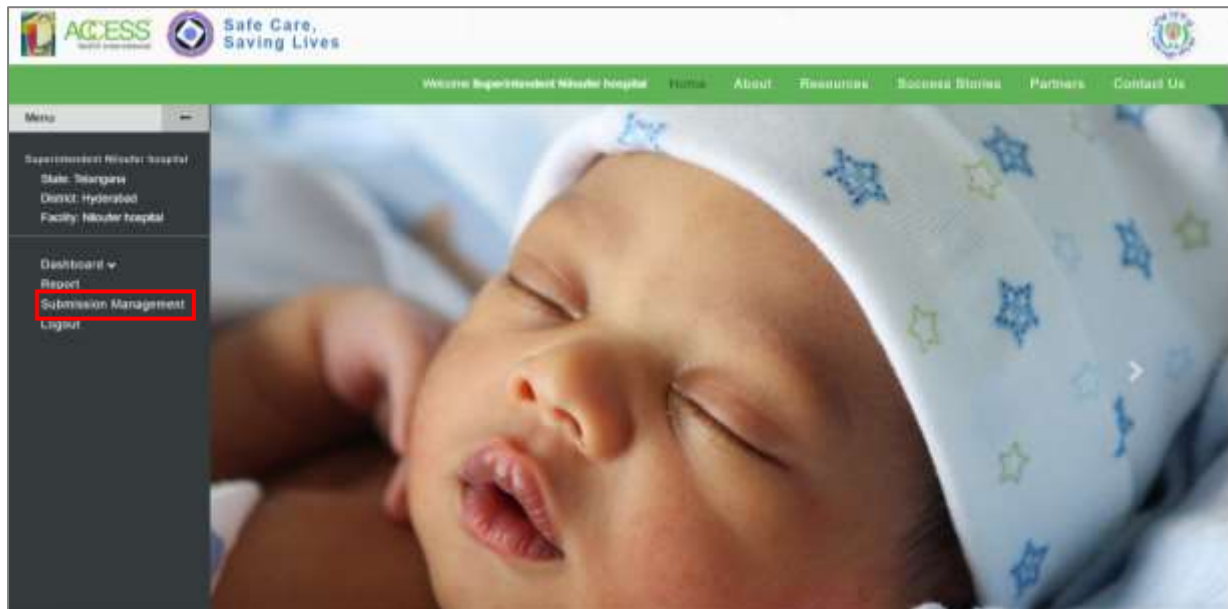 ACCESS
Safe Care,
Saving Lives
Welcome Superintendent Niloufer hospital Home About Resources Success Stories Partners Contact Us
Menu
Superintendent Niloufer hospital
State: Telangana
District: Hyderabad
Facility: Niloufer hospital
Dashboard
Report
Submission Management
Logout